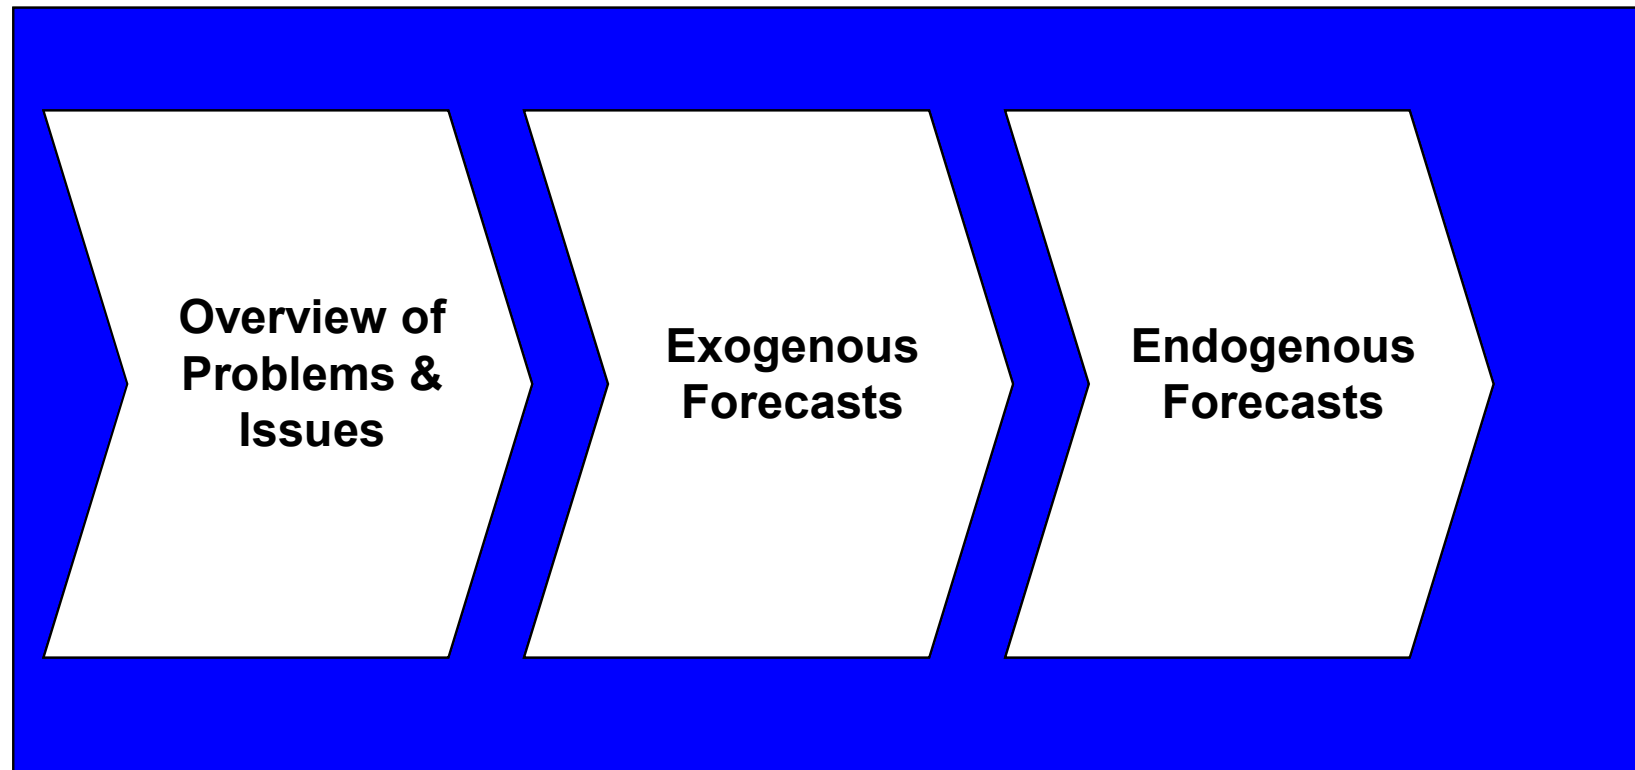 Overview of
Problems &
Issues
Exogenous
Forecasts
Endogenous
Forecasts